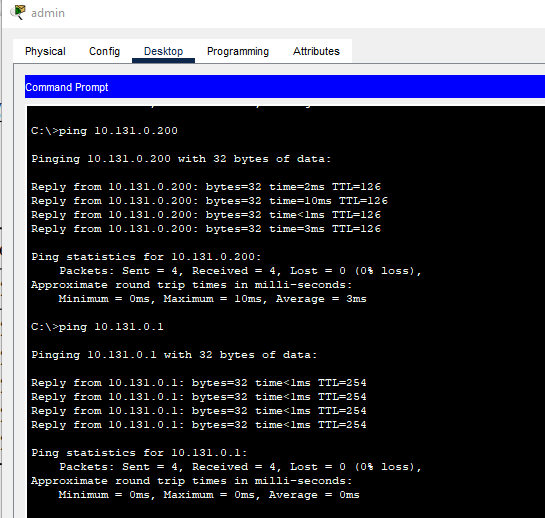 admin
Physical Config Desktop Programming Attributes
Command Prompt
C:\>ping 10.131.0.200
Pinging 10.131.0.200 with 32 bytes of data:
Reply from 10.131.0.200: bytes=32 time=2ms TTL=126
Reply from 10.131.0.200: bytes=32 time=10ms TTL=126
Reply from 10.131.0.200: bytes=32 time<1ms TTL=126
Reply from 10.131.0.200: bytes=32 time=3ms TTL=126
Ping statistics for 10.131.0.200:
Packets: Sent = 4, Received = 4, Lost = 0 (0% loss),
Approximate round trip times in milli-seconds:
Minimum = 0ms, Maximum = 10ms, Average = 3ms
C:\>ping 10.131.0.1
Pinging 10.131.0.1 with 32 bytes of data:
Reply from 10.131.0.1: bytes=32 time<1ms TTL=254
Reply from 10.131.0.1: bytes=32 time<1ms TTL=254
Reply from 10.131.0.1: bytes=32 time<1ms TTL=254
Reply from 10.131.0.1: bytes=32 time<1ms TTL=254
Ping statistics for 10.131.0.1:
Packets: Sent = 4, Received = 4, Lost = 0 (0% loss),
Approximate round trip times in milli-seconds:
Minimum = 0ms, Maximum = 0ms, Average = 0ms